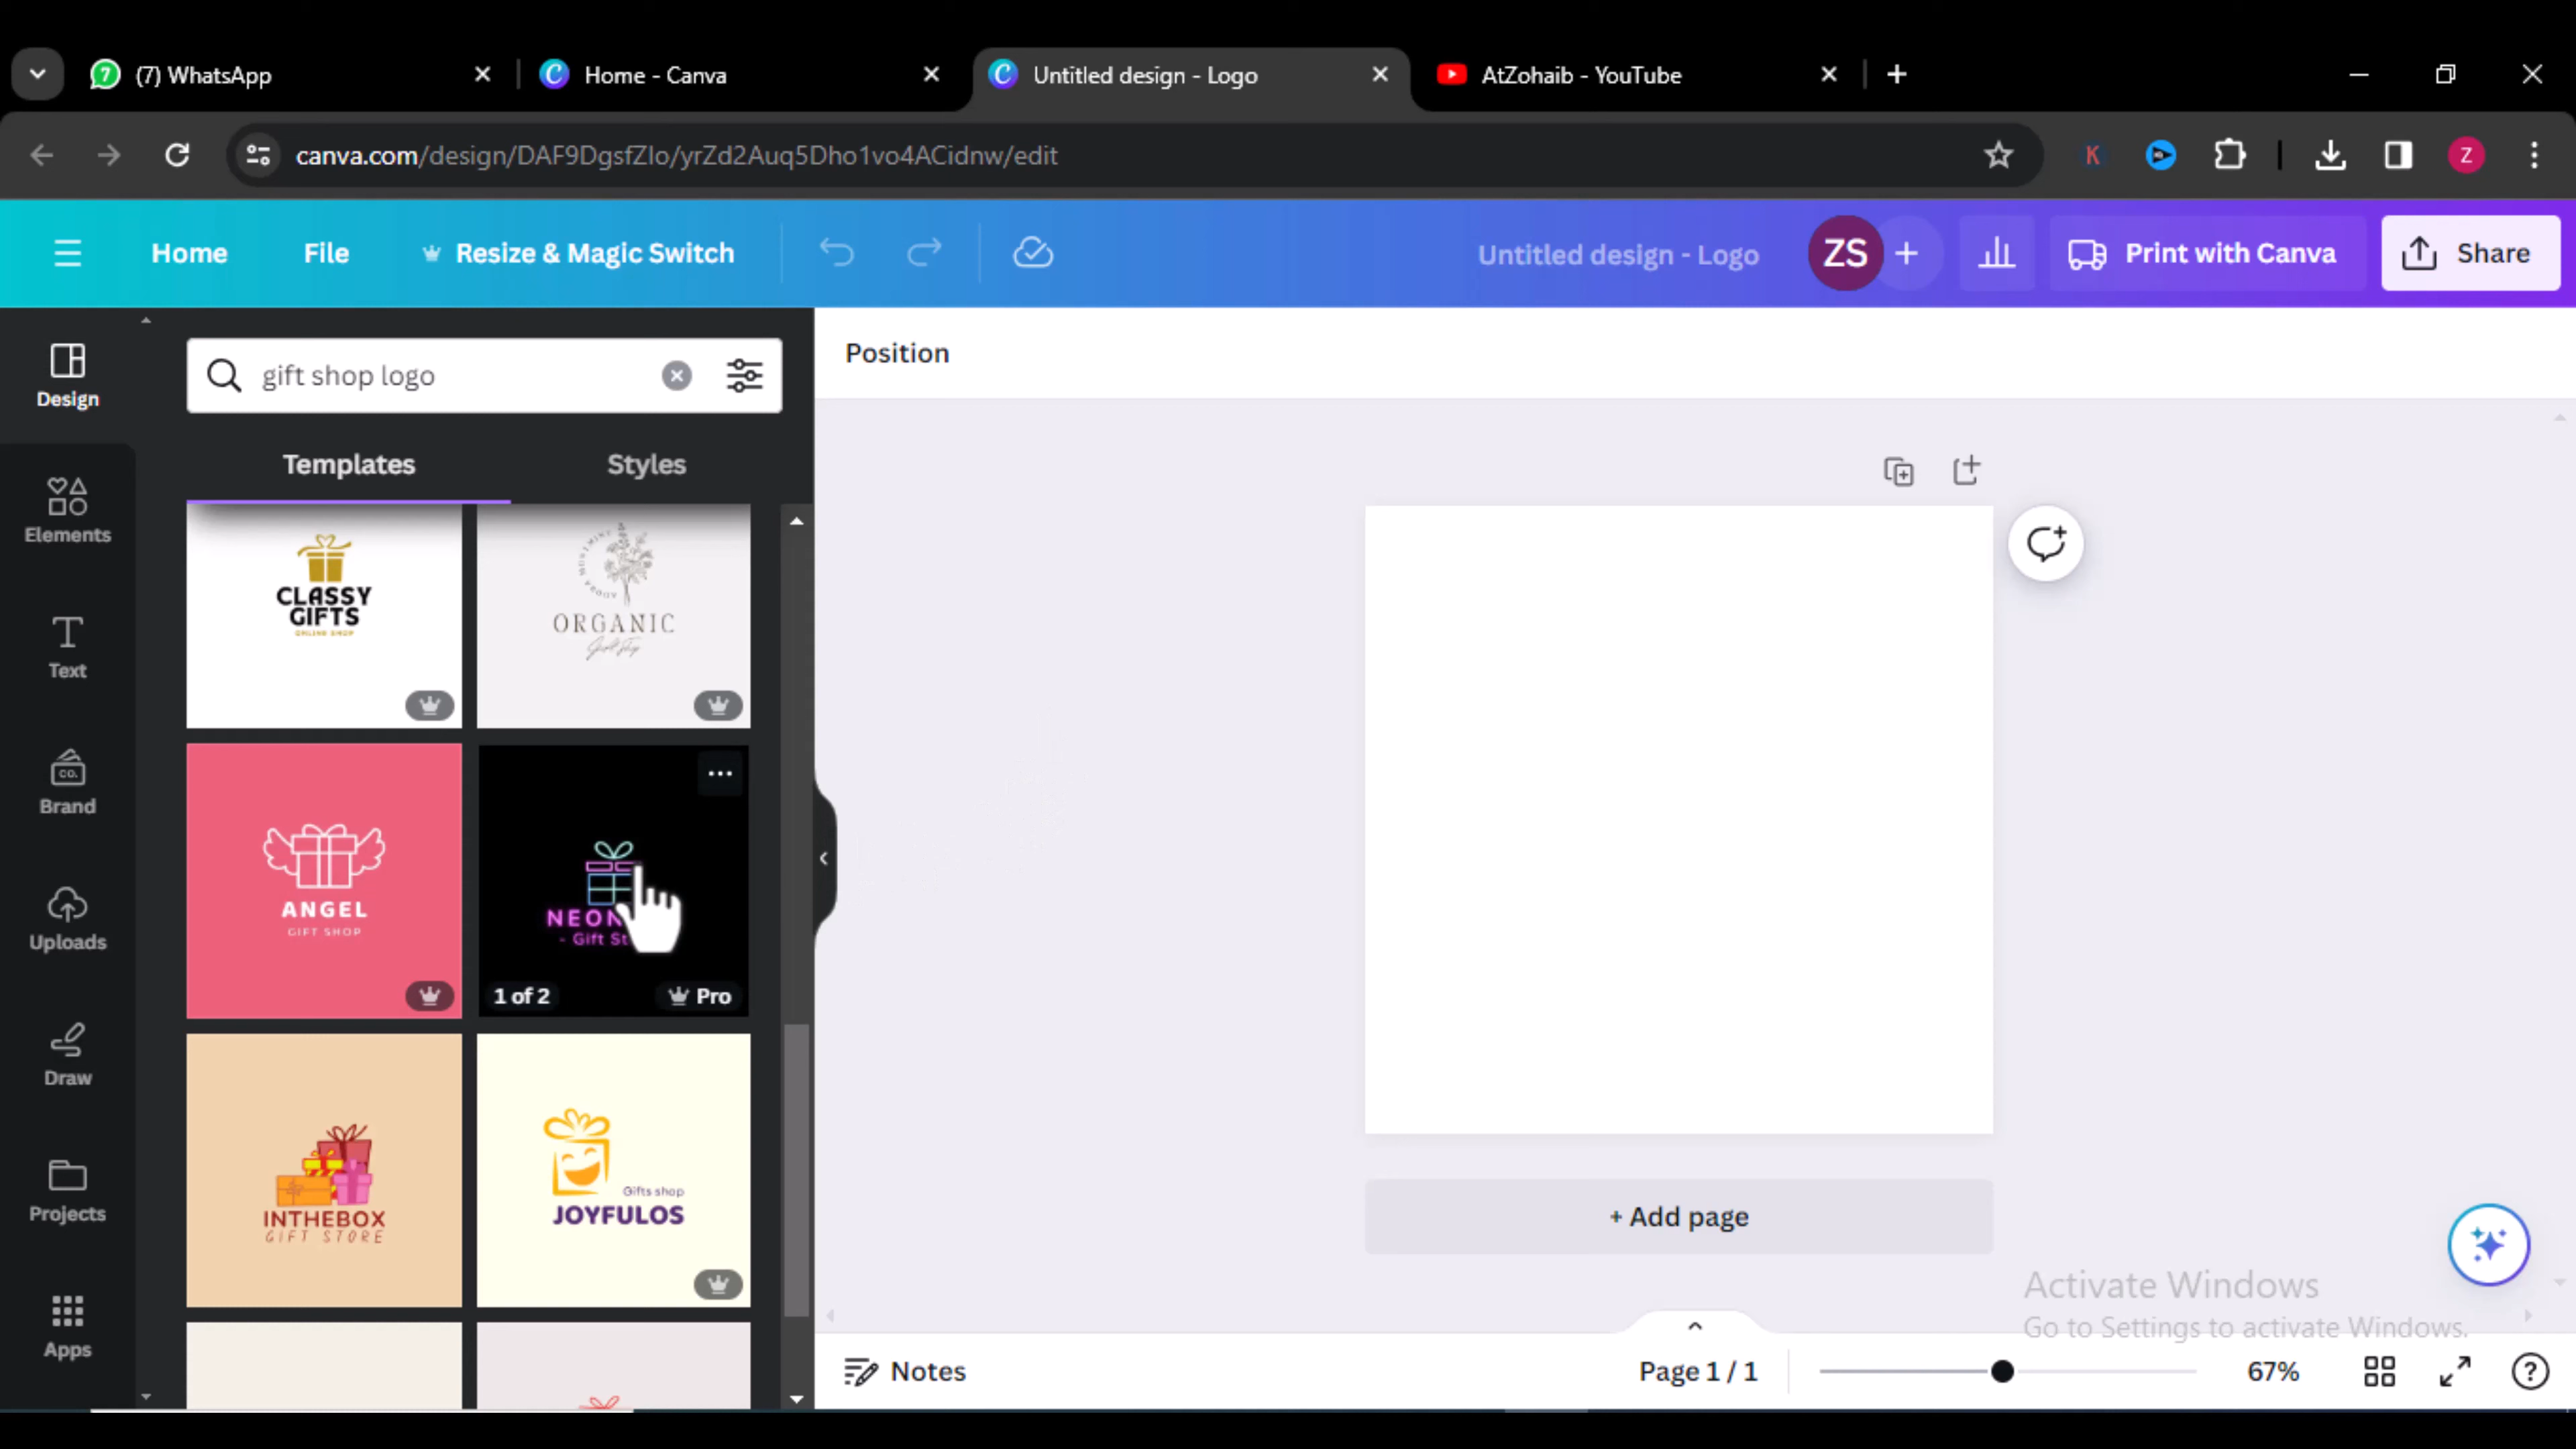 (7) WhatsApp
Home - Canva
Untitled design - Logo
AtZohaib - YouTube
canva.com/design/DAF9DgsfZlo/yrZd2Auq5Dho1vo4ACidnw/edit
K
Z
Home
File
Resize & Magic Switch
Untitled design - Logo
ZS
Print with Canva
Share
Design
Elements
Text
CO.
Brand
Uploads
Draw
Projects
Apps
gift shop logo
Templates
Styles
CLASSY
GIFTS
ONLINE SHOP
ORGANIC
ANGEL
GIFT SHOP
NEON
- Gift St
1 of 2
Pro
INTHEBOX
GIFT STORE
Gifts shop
JOYFULOS
Position
+ Add page
Activate Windows
Go to Settings to activate Windows.
Notes
Page 1 / 1
67%